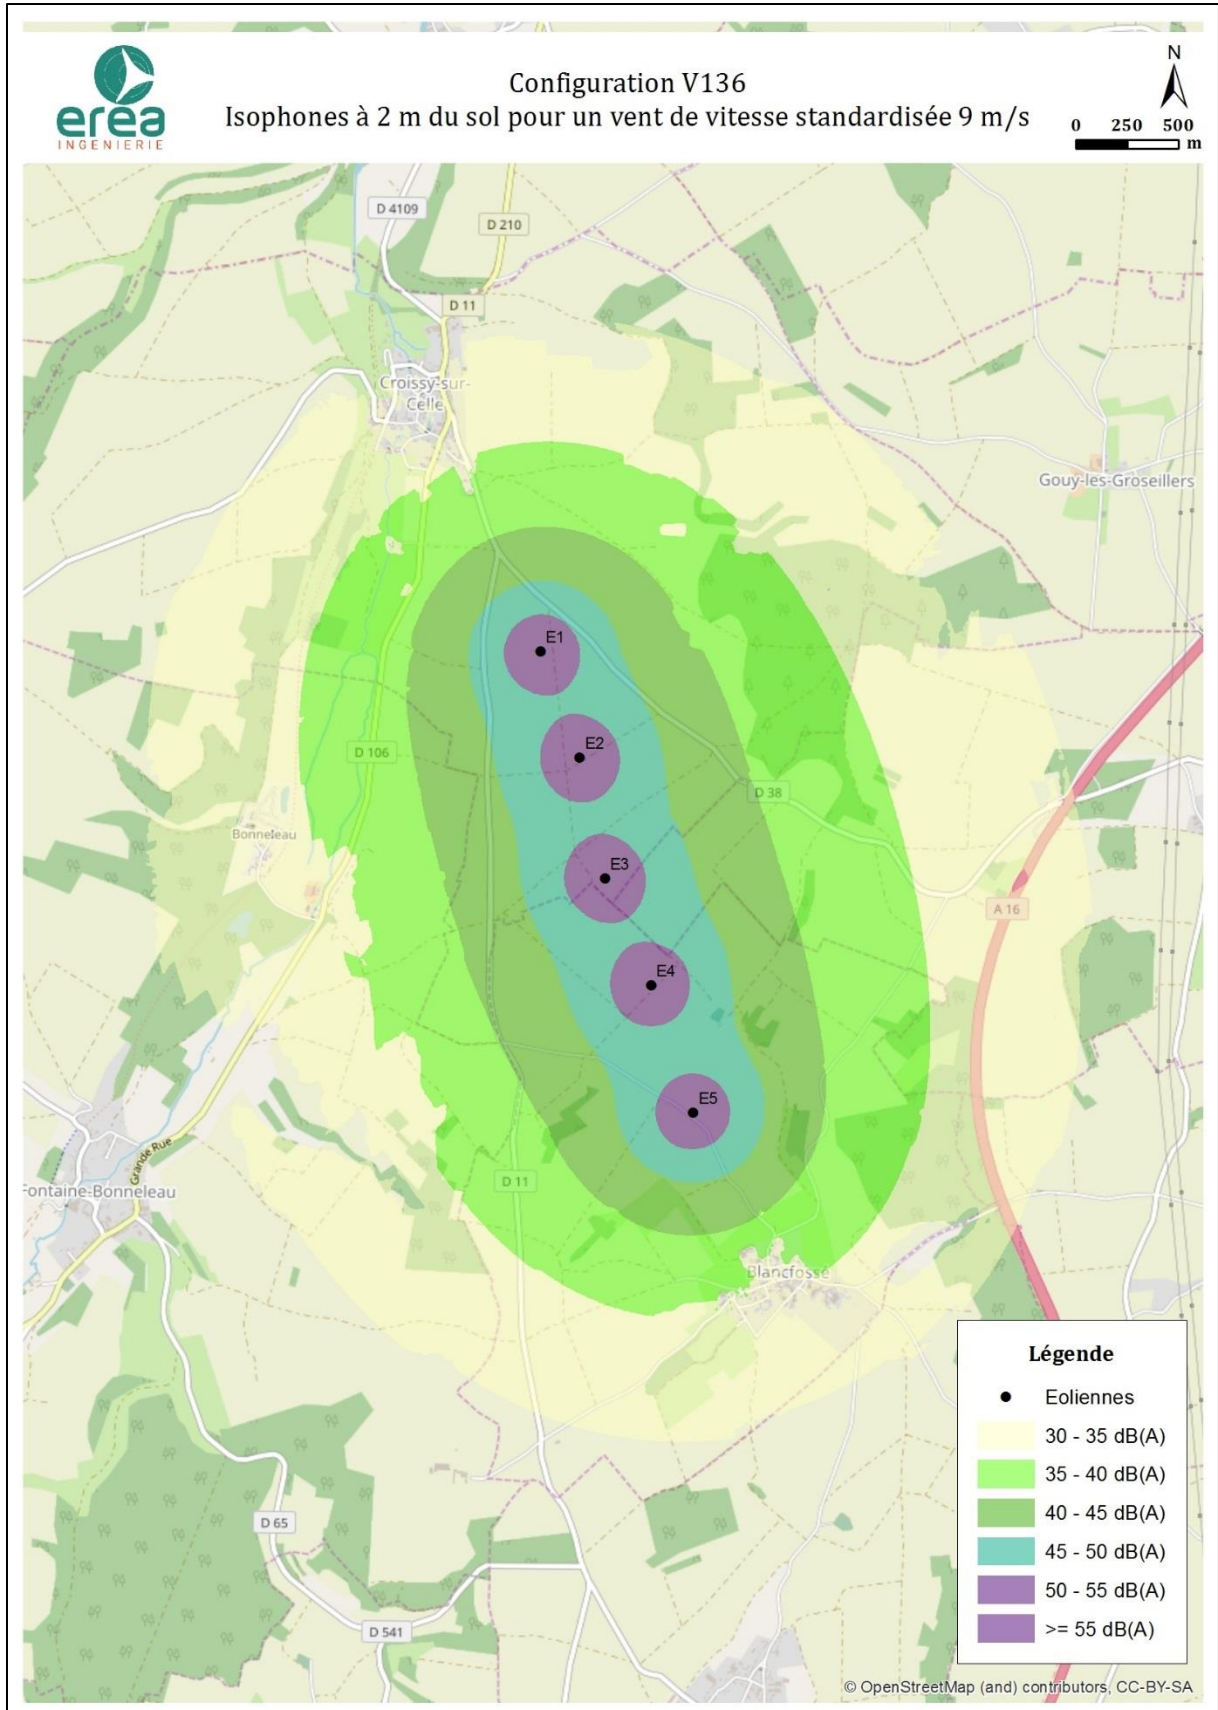 Configuration V136
Isophones à 2 m du sol pour un vent de vitesse standardisée 9 m/s
erea
INGENIERIE
N
0 250 500
m
D 4109
D 210
D 11
Croissy-sur-
Celle
Gouy-les-Groseillers
E1
E2
D 106
D 38
Bonneleau
E3
A 16
E4
E5
Grande Rue
Fontaine-Bonneleau
D 11
Blancfossé
D 65
D 541
Légende
Eoliennes
30 - 35 dB(A)
35 - 40 dB(A)
40 - 45 dB(A)
45 - 50 dB(A)
50 - 55 dB(A)
>= 55 dB(A)
© OpenStreetMap (and) contributors, CC-BY-SA